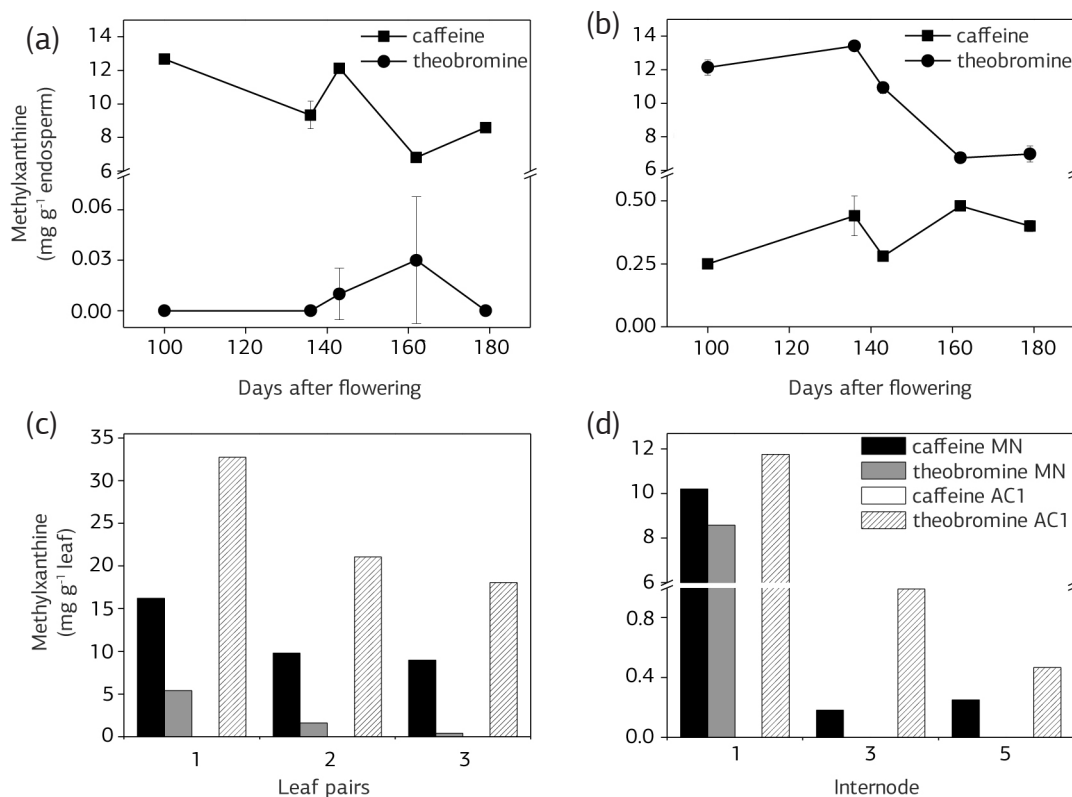 (a)
14
12
10
8
6
0.06
0.03
0.00
caffeine
theobromine
100 120 140 160 180
Days after flowering
Methylxanthine
(mg g⁻¹ endosperm)
(b)
14
12
10
8
6
0.50
0.25
0.00
caffeine
theobromine
100 120 140 160 180
Days after flowering
(c)
35
30
25
20
15
10
5
0
1 2 3
Leaf pairs
Methylxanthine
(mg g⁻¹ leaf)
(d)
12
10
8
6
0.8
0.4
0.0
caffeine MN
theobromine MN
caffeine AC1
theobromine AC1
1 3 5
Internode